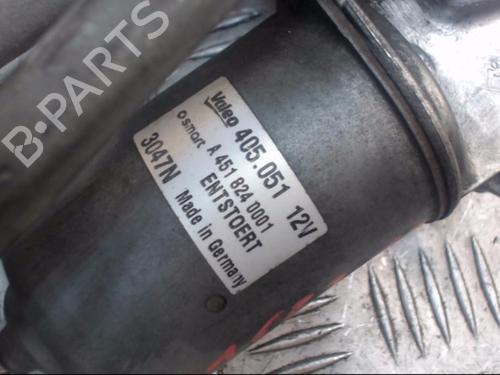 B-Parts
Valeo 405.051 12V
smart A 451 824 0001
ENTSTOERT
3047N Made in Germany